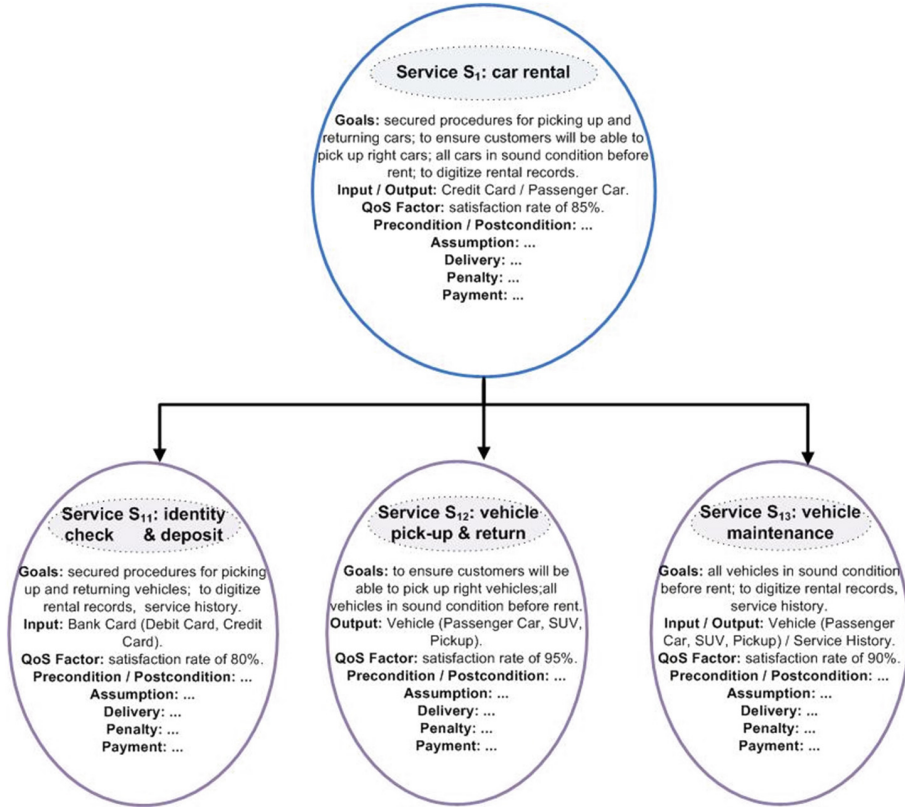 Service S₁: car rental
Goals: secured procedures for picking up and
returning cars; to ensure customers will be able to
pick up right cars; all cars in sound condition before
rent; to digitize rental records.
Input / Output: Credit Card / Passenger Car.
QoS Factor: satisfaction rate of 85%.
Precondition / Postcondition: ...
Assumption: ...
Delivery: ...
Penalty: ...
Payment: ...
Service S₁₁: identity
check & deposit
Goals: secured procedures for picking
up and returning vehicles; to digitize
rental records, service history.
Input: Bank Card (Debit Card, Credit
Card).
QoS Factor: satisfaction rate of 80%.
Precondition / Postcondition: ...
Assumption: ...
Delivery: ...
Penalty: ...
Payment: ...
Service S₁₂: vehicle
pick-up & return
Goals: to ensure customers will be
able to pick up right vehicles;all
vehicles in sound condition before rent.
Output: Vehicle (Passenger Car, SUV,
Pickup).
QoS Factor: satisfaction rate of 95%.
Precondition / Postcondition: ...
Assumption: ...
Delivery: ...
Penalty: ...
Payment: ...
Service S₁₃: vehicle
maintenance
Goals: all vehicles in sound condition
before rent; to digitize rental records,
service history.
Input / Output: Vehicle (Passenger
Car, SUV, Pickup) / Service History.
QoS Factor: satisfaction rate of 90%.
Precondition / Postcondition: ...
Assumption: ...
Delivery: ...
Penalty: ...
Payment: ...